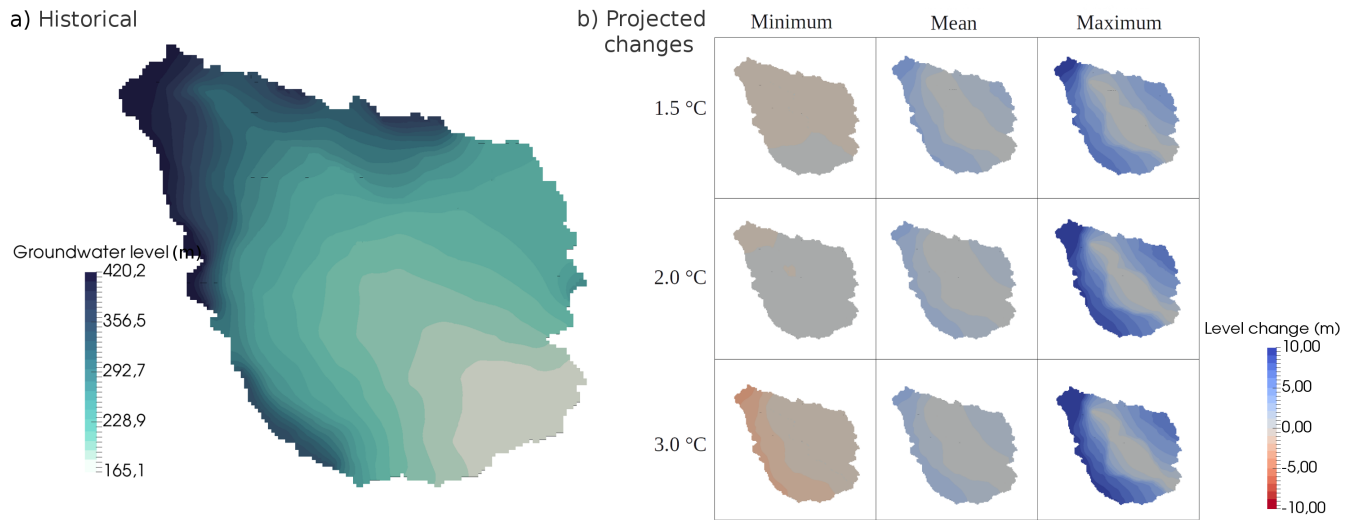 a) Historical
b) Projected
changes
Minimum
Mean
Maximum
1.5 °C
2.0 °C
3.0 °C
Groundwater level (m)
420,2
356,5
292,7
228,9
165,1
Level change (m)
10,00
5,00
0,00
-5,00
-10,00